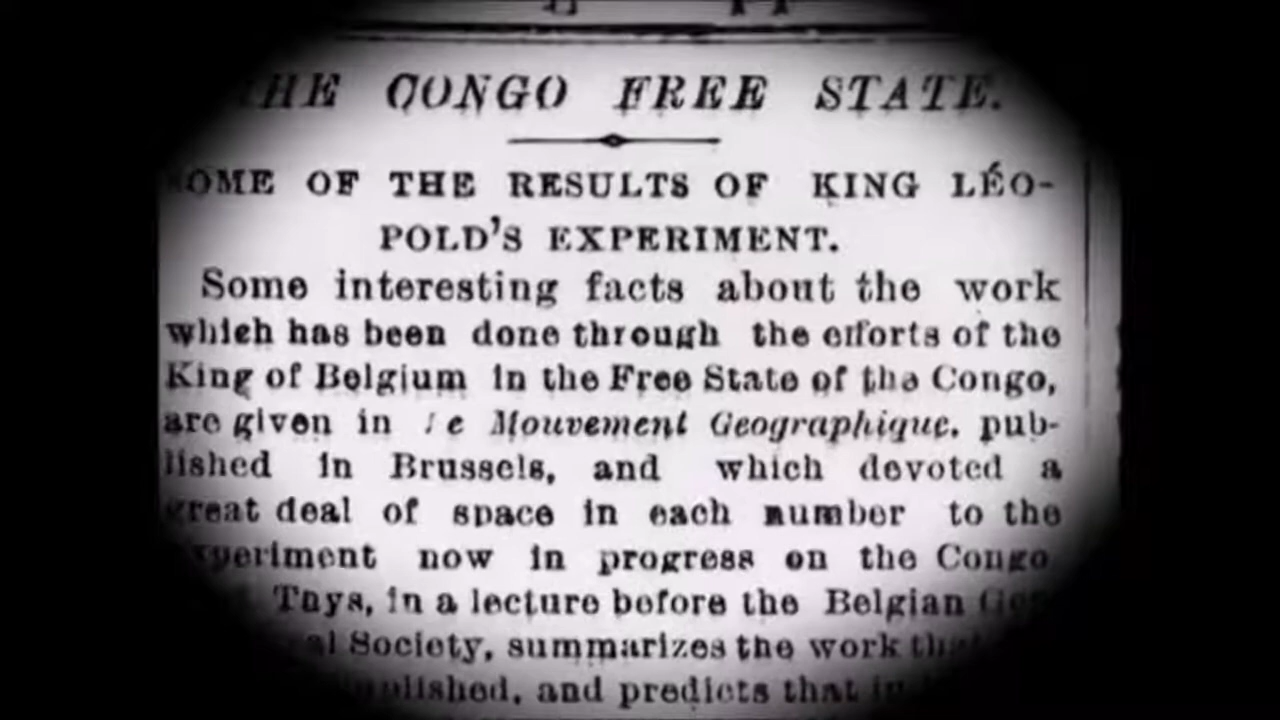 THE CONGO FREE STATE.
SOME OF THE RESULTS OF KING LÉO-
POLD'S EXPERIMENT.
Some interesting facts about the work
which has been done through the efforts of the
King of Belgium in the Free State of the Congo,
are given in Le Mouvement Geographique, pub-
lished in Brussels, and which devoted a
great deal of space in each number to the
experiment now in progress on the Congo
Thys, in a lecture before the Belgian
Society, summarizes the work
and predicts that in